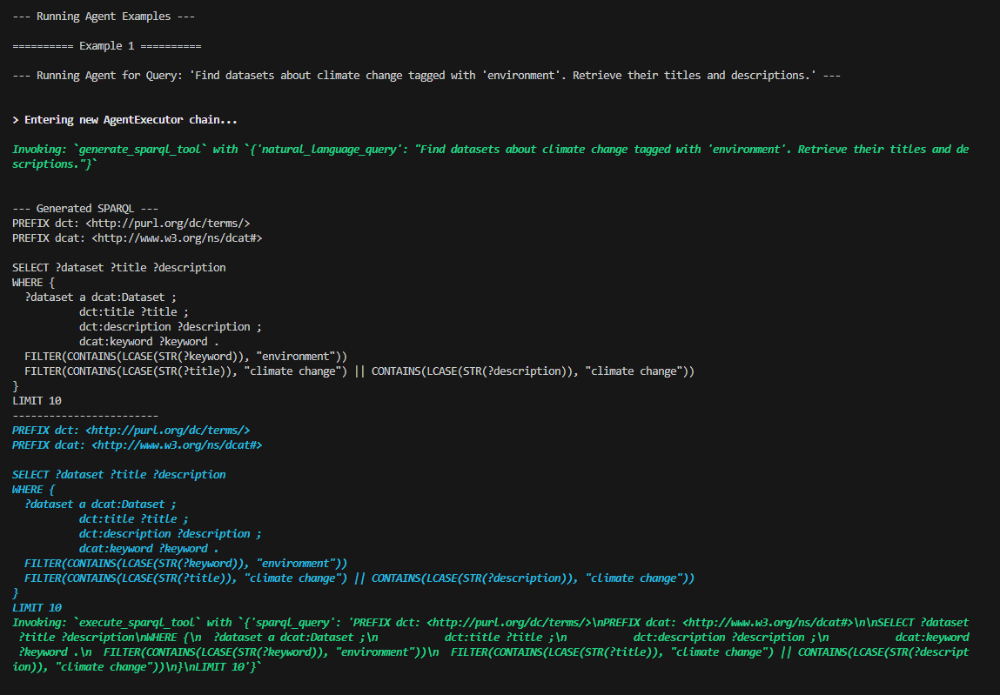 --- Running Agent Examples ---
========== Example 1 ==========
--- Running Agent for Query: 'Find datasets about climate change tagged with 'environment'. Retrieve their titles and descriptions.' ---
> Entering new AgentExecutor chain...
Invoking: `generate_sparql_tool` with `{'natural_language_query': "Find datasets about climate change tagged with 'environment'. Retrieve their titles and de
scriptions."}`
--- Generated SPARQL ---
PREFIX dct: <http://purl.org/dc/terms/>
PREFIX dcat: <http://www.w3.org/ns/dcat#>
SELECT ?dataset ?title ?description
WHERE {
  ?dataset a dcat:Dataset ;
           dct:title ?title ;
           dct:description ?description ;
           dcat:keyword ?keyword .
  FILTER(CONTAINS(LCASE(STR(?keyword)), "environment"))
  FILTER(CONTAINS(LCASE(STR(?title)), "climate change") || CONTAINS(LCASE(STR(?description)), "climate change"))
}
LIMIT 10
------------------------
PREFIX dct: <http://purl.org/dc/terms/>
PREFIX dcat: <http://www.w3.org/ns/dcat#>
SELECT ?dataset ?title ?description
WHERE {
  ?dataset a dcat:Dataset ;
           dct:title ?title ;
           dct:description ?description ;
           dcat:keyword ?keyword .
  FILTER(CONTAINS(LCASE(STR(?keyword)), "environment"))
  FILTER(CONTAINS(LCASE(STR(?title)), "climate change") || CONTAINS(LCASE(STR(?description)), "climate change"))
}
LIMIT 10
Invoking: `execute_sparql_tool` with `{'sparql_query': 'PREFIX dct: <http://purl.org/dc/terms/>\nPREFIX dcat: <http://www.w3.org/ns/dcat#>\n\nSELECT ?dataset
 ?title ?description\nWHERE {\n  ?dataset a dcat:Dataset ;\n           dct:title ?title ;\n           dct:description ?description ;\n           dcat:keyword
 ?keyword .\n  FILTER(CONTAINS(LCASE(STR(?keyword)), "environment"))\n  FILTER(CONTAINS(LCASE(STR(?title)), "climate change") || CONTAINS(LCASE(STR(?descript
ion)), "climate change"))\n}\nLIMIT 10'}`